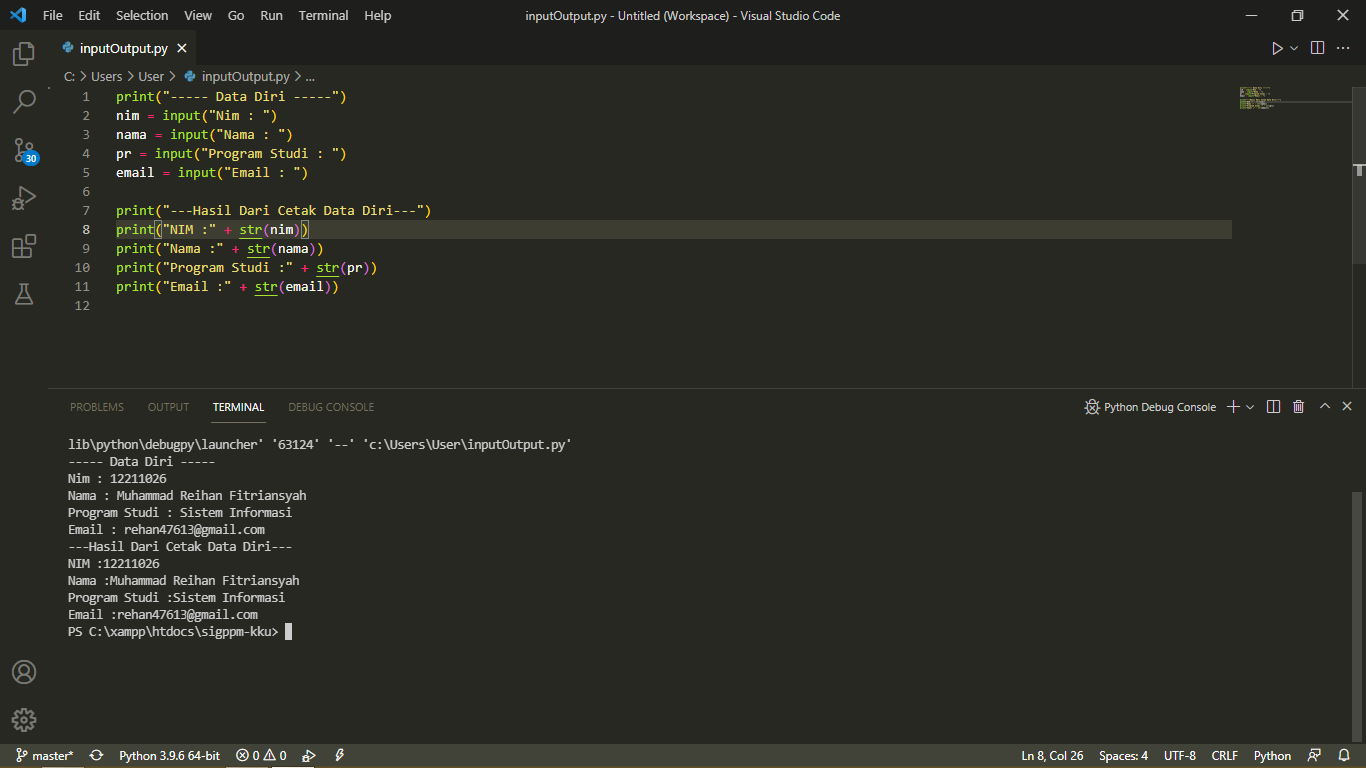 File Edit Selection View Go Run Terminal Help inputOutput.py - Untitled (Workspace) - Visual Studio Code
inputOutput.py
C: > Users > User > inputOutput.py > ...
1 print("----- Data Diri -----")
2 nim = input("Nim : ")
3 nama = input("Nama : ")
4 pr = input("Program Studi : ")
5 email = input("Email : ")
6
7 print("---Hasil Dari Cetak Data Diri---")
8 print("NIM :" + str(nim))
9 print("Nama :" + str(nama))
10 print("Program Studi :" + str(pr))
11 print("Email :" + str(email))
12
30
PROBLEMS OUTPUT TERMINAL DEBUG CONSOLE Python Debug Console
lib\python\debugpy\launcher' '63124' '--' 'c:\Users\User\inputOutput.py'
----- Data Diri -----
Nim : 12211026
Nama : Muhammad Reihan Fitriansyah
Program Studi : Sistem Informasi
Email : rehan47613@gmail.com
---Hasil Dari Cetak Data Diri---
NIM :12211026
Nama :Muhammad Reihan Fitriansyah
Program Studi :Sistem Informasi
Email :rehan47613@gmail.com
PS C:\xampp\htdocs\sigppm-kku>
master* Python 3.9.6 64-bit 0 0 Ln 8, Col 26 Spaces: 4 UTF-8 CRLF Python